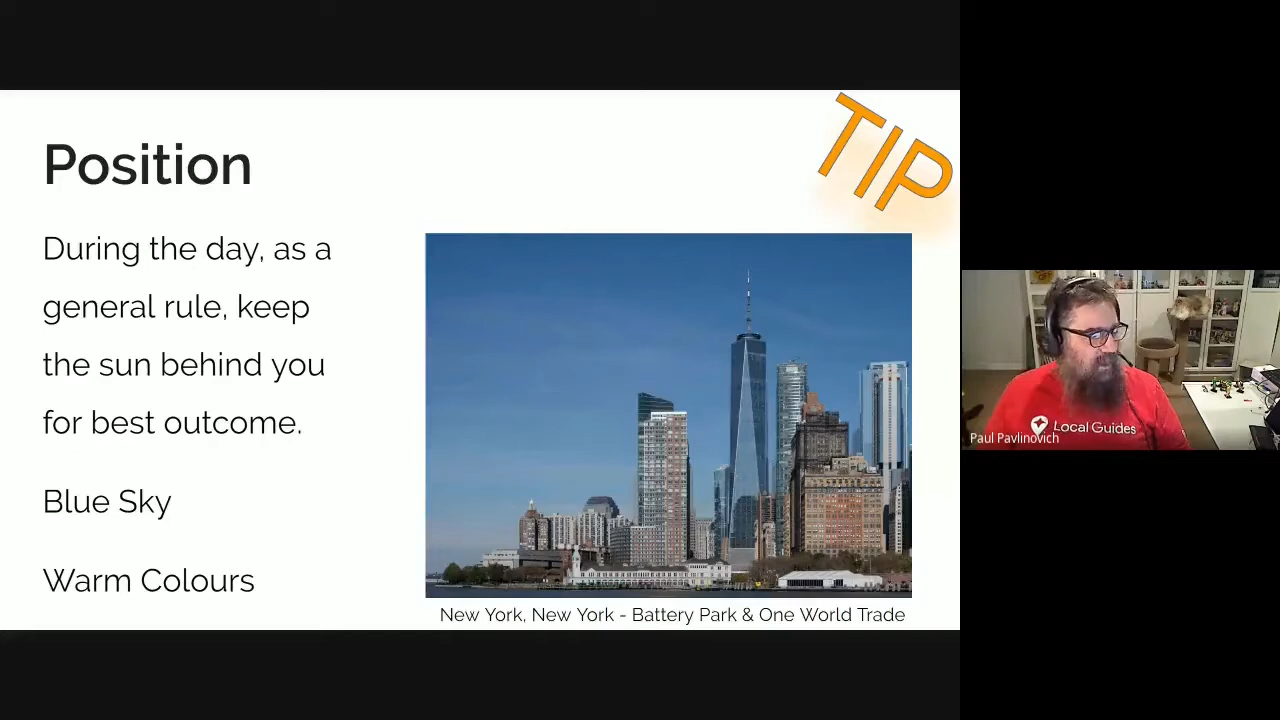 Position
TIP
During the day, as a
general rule, keep
the sun behind you
for best outcome.
Blue Sky
Warm Colours
New York, New York - Battery Park & One World Trade
Local Guides
Paul Pavlinovich